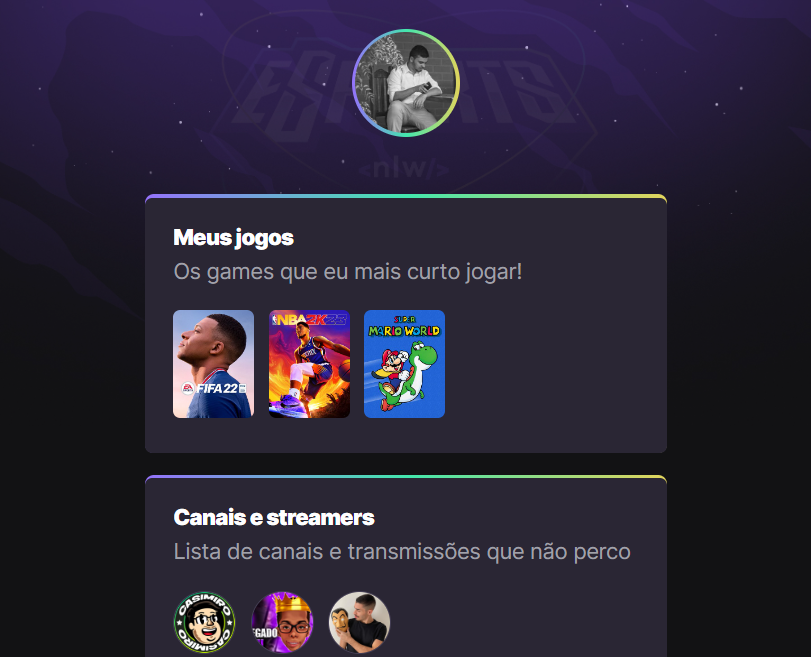 ESPORTS
<nlw/>
Meus jogos
Os games que eu mais curto jogar!
FIFA 22
NBA 2K23
SUPER
MARIO WORLD
Canais e streamers
Lista de canais e transmissões que não perco
CASIMIRO
CASIMIRO
GADO